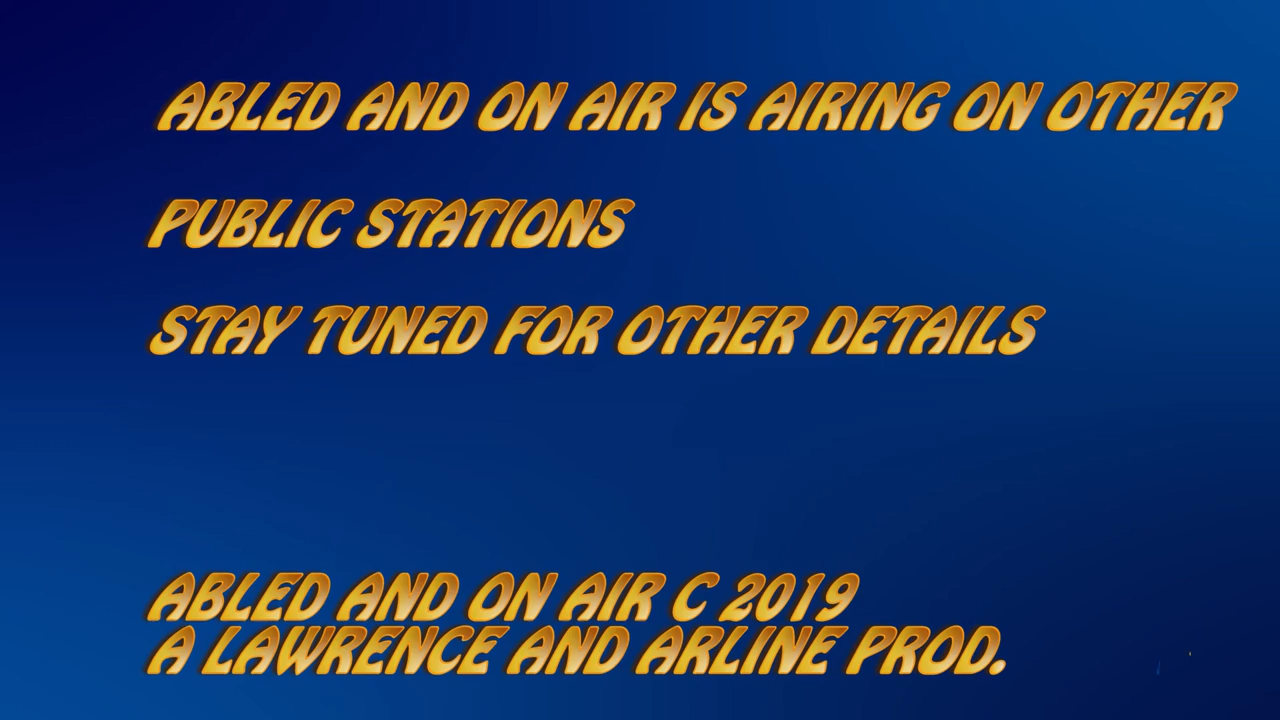 ABLED AND ON AIR IS AIRING ON OTHER
PUBLIC STATIONS
STAY TUNED FOR OTHER DETAILS
ABLED AND ON AIR C 2019
A LAWRENCE AND ARLINE PROD.